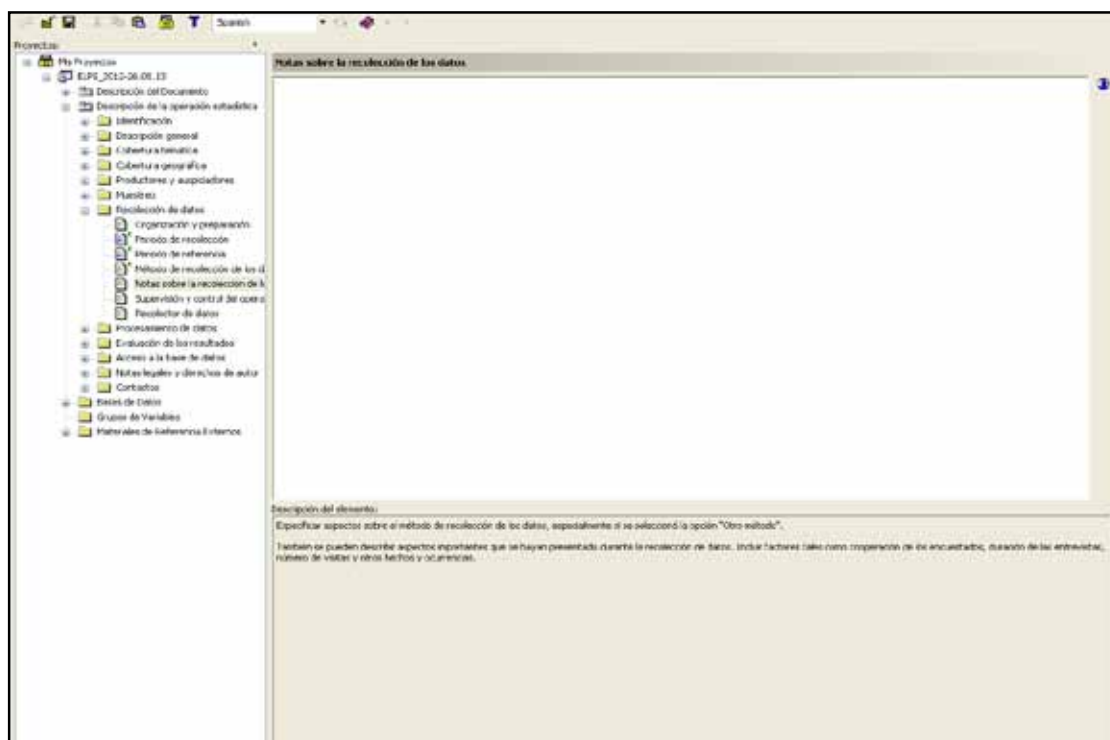 Spanish
Proyectos
My Proyectos
Notas sobre la recolección de los datos
Descripción del Documento
Descripción de la operación estadística
Identificación
Descripción general
Cobertura temática
Cobertura geográfica
Productores y auspiciadores
Muestreo
Recolección de datos
Organización y preparación
Período de recolección
Período de referencia
Método de recolección de los d
Notas sobre la recolección de l
Supervisión y control del opera
Recolector de datos
Procesamiento de datos
Evaluación de los resultados
Acceso a la base de datos
Notas legales y derechos de autor
Contactos
Bases de Datos
Grupos de Variables
Materiales de Referencia Externos
Descripción del elemento:
Especificar aspectos sobre el método de recolección de los datos, especialmente si se seleccionó la opción "Otro método".
También se pueden describir aspectos importantes que se hayan presentado durante la recolección de datos. Incluir factores tales como cooperación de los encuestados, duración de las entrevistas,
número de visitas y otros hechos y ocurrencias.